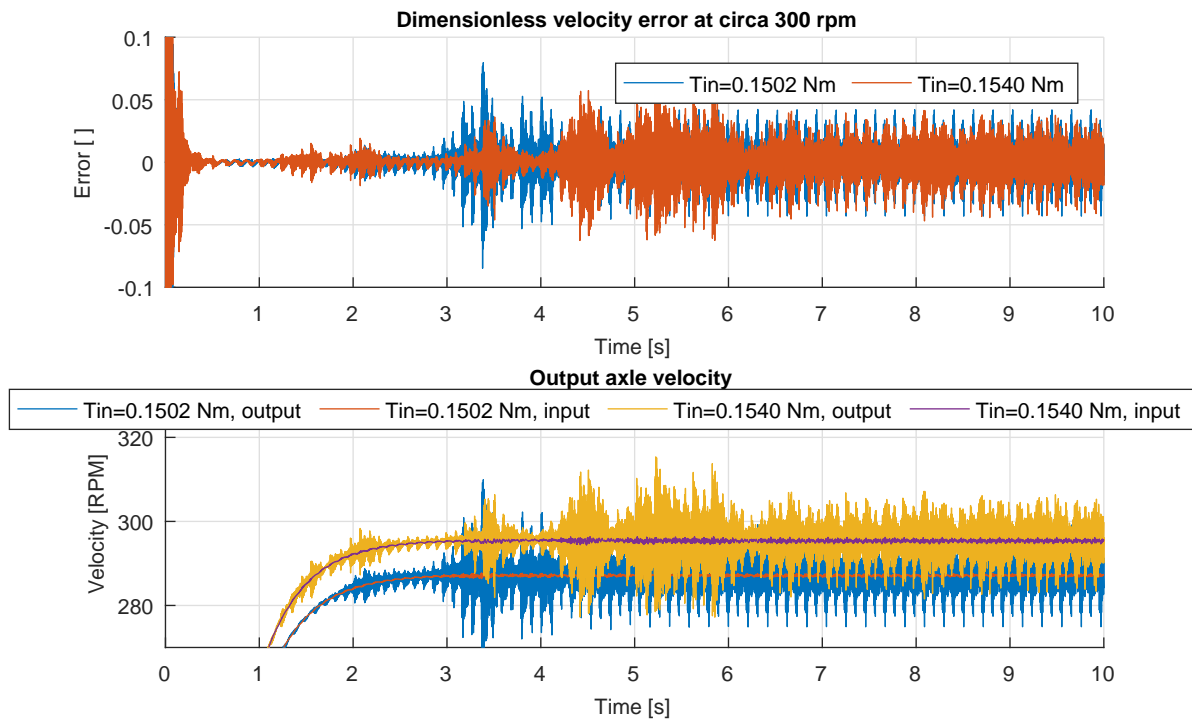 Dimensionless velocity error at circa 300 rpm
0.1
0.05
0
-0.05
-0.1
Error [ ]
Tin=0.1502 Nm Tin=0.1540 Nm
1 2 3 4 5 6 7 8 9 10
Time [s]
Output axle velocity
Tin=0.1502 Nm, output Tin=0.1502 Nm, input Tin=0.1540 Nm, output Tin=0.1540 Nm, input
320
300
280
Velocity [RPM]
0 1 2 3 4 5 6 7 8 9 10
Time [s]